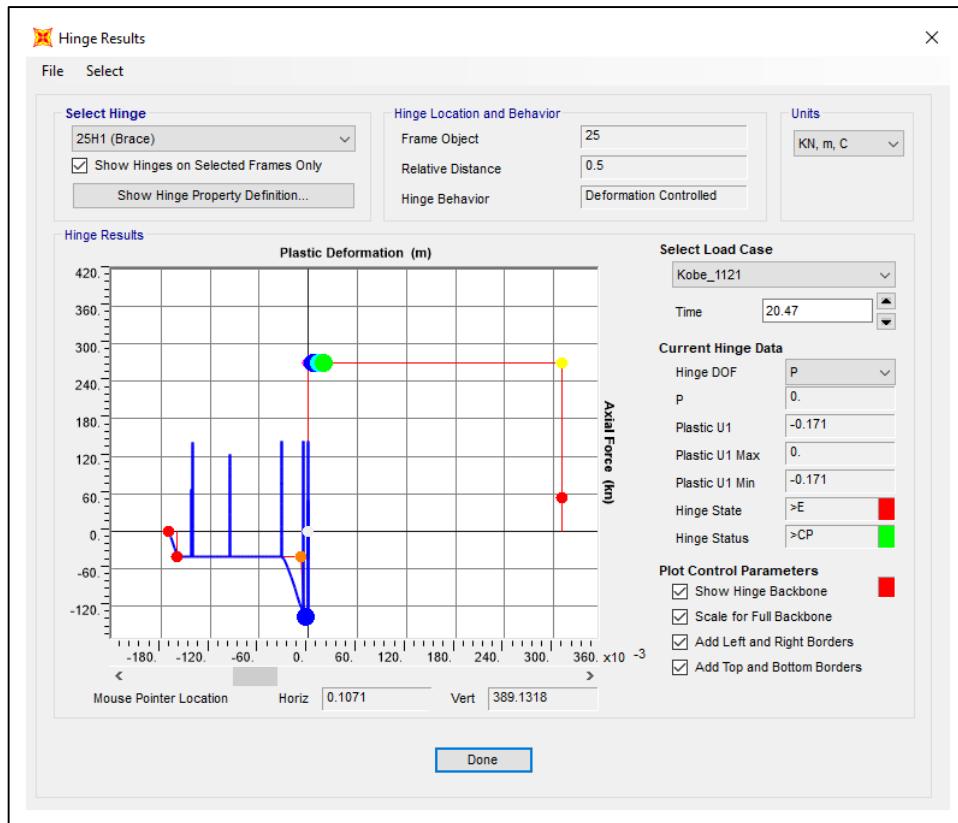 Hinge Results
File Select
Select Hinge
25H1 (Brace)
Show Hinges on Selected Frames Only
Show Hinge Property Definition...
Hinge Location and Behavior
Frame Object 25
Relative Distance 0.5
Hinge Behavior Deformation Controlled
Units
KN, m, C
Hinge Results
Plastic Deformation (m)
420.
360.
300.
240.
180.
120.
60.
0.
-60.
-120.
Axial Force (kn)
-180. -120. -60. 0. 60. 120. 180. 240. 300. 360. x10 -3
< >
Mouse Pointer Location Horiz 0.1071 Vert 389.1318
Select Load Case
Kobe_1121
Time 20.47
Current Hinge Data
Hinge DOF P
P 0.
Plastic U1 -0.171
Plastic U1 Max 0.
Plastic U1 Min -0.171
Hinge State >E
Hinge Status >CP
Plot Control Parameters
Show Hinge Backbone
Scale for Full Backbone
Add Left and Right Borders
Add Top and Bottom Borders
Done